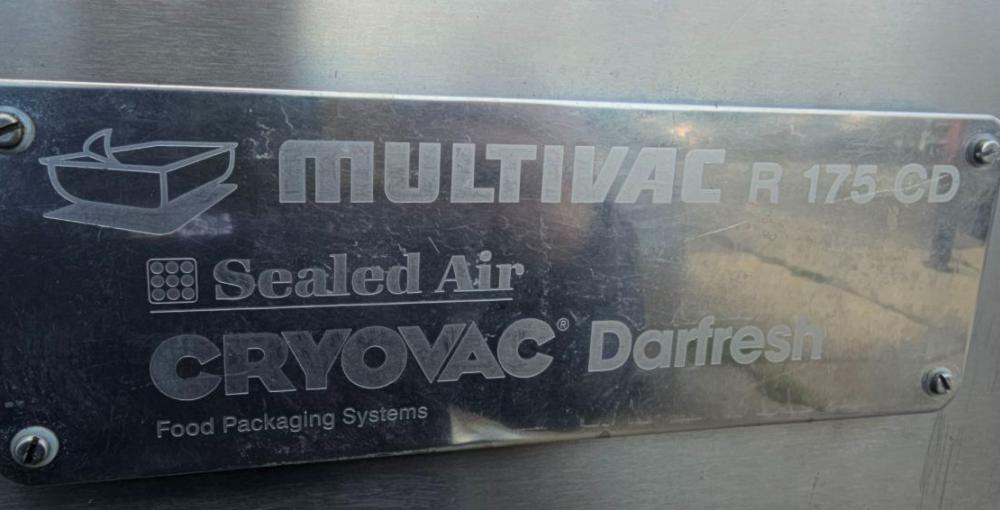 MULTIVAC R 175 CD
Sealed Air
CRYOVAC® Darfresh
Food Packaging Systems